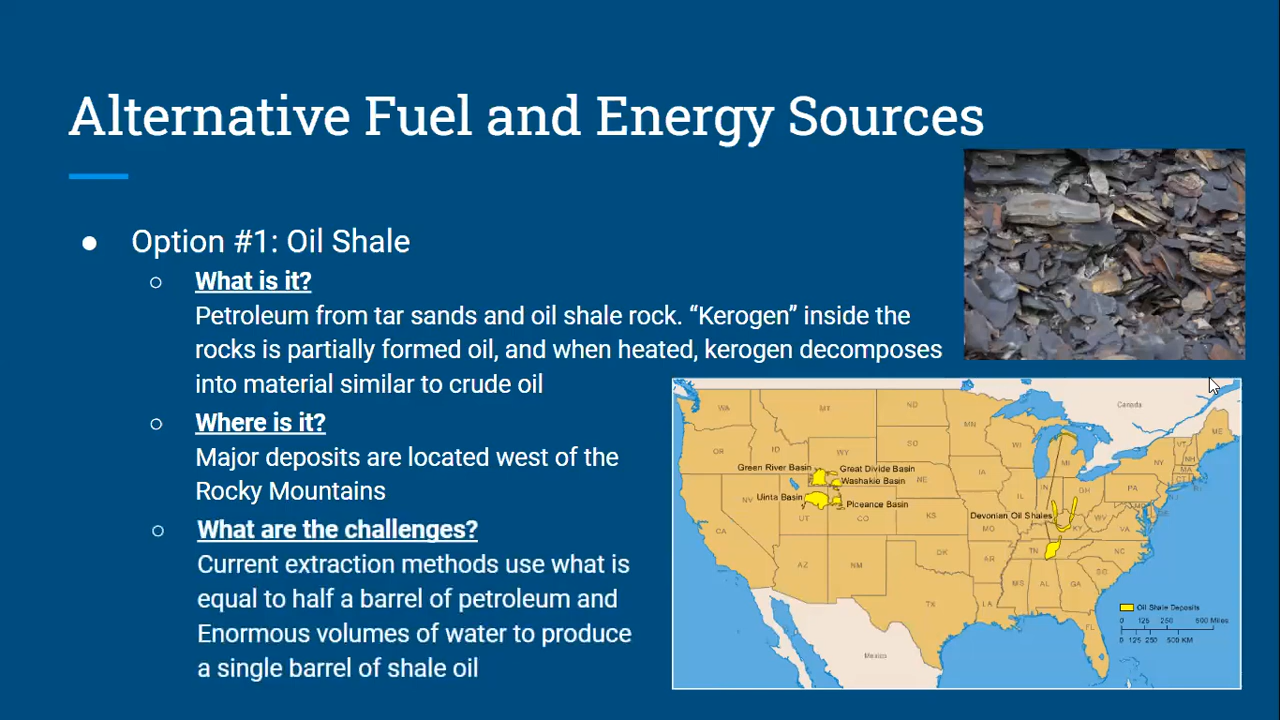 Alternative Fuel and Energy Sources
● Option #1: Oil Shale
○ What is it?
Petroleum from tar sands and oil shale rock. “Kerogen” inside the
rocks is partially formed oil, and when heated, kerogen decomposes
into material similar to crude oil
○ Where is it?
Major deposits are located west of the
Rocky Mountains
○ What are the challenges?
Current extraction methods use what is
equal to half a barrel of petroleum and
Enormous volumes of water to produce
a single barrel of shale oil
Canada
WA
MT
ND
MN
ME
OR
ID
WY
SD
WI
MI
NY
VT
NH
MA
CT
RI
Green River Basin
Great Divide Basin
Washakie Basin
NE
IA
IL
IN
OH
PA
NV
Uinta Basin
UT
CO
Piceance Basin
KS
MO
Devonian Oil Shales
KY
WV
VA
CA
AZ
NM
OK
AR
TN
NC
SC
TX
LA
MS
AL
GA
FL
Mexico
Oil Shale Deposits
0 125 250 500 Miles
0 125 250 500 KM